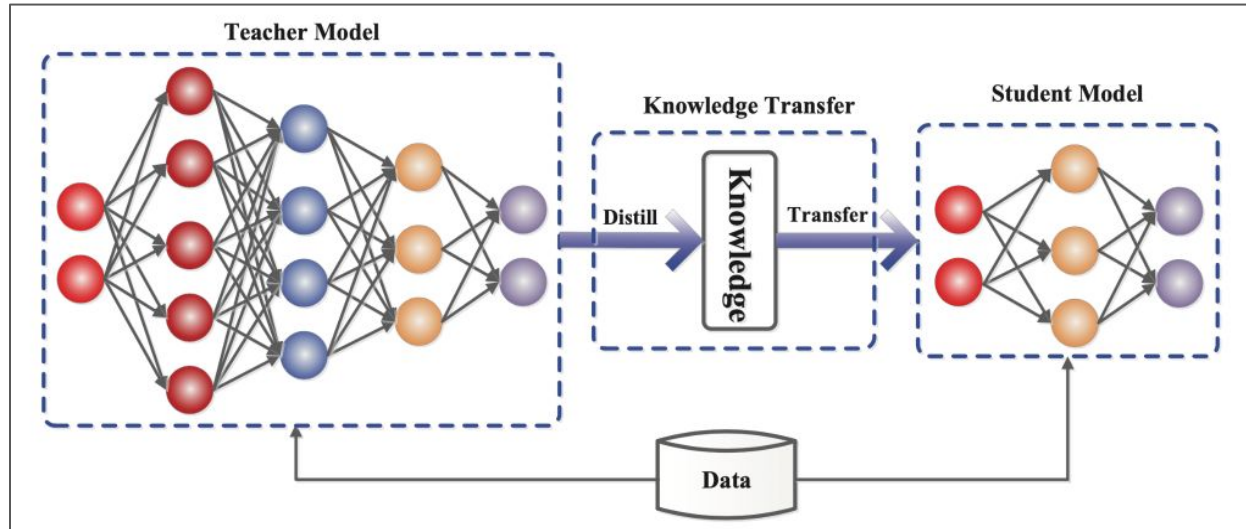 Teacher Model
Knowledge Transfer
Student Model
Distill
Knowledge
Transfer
Data